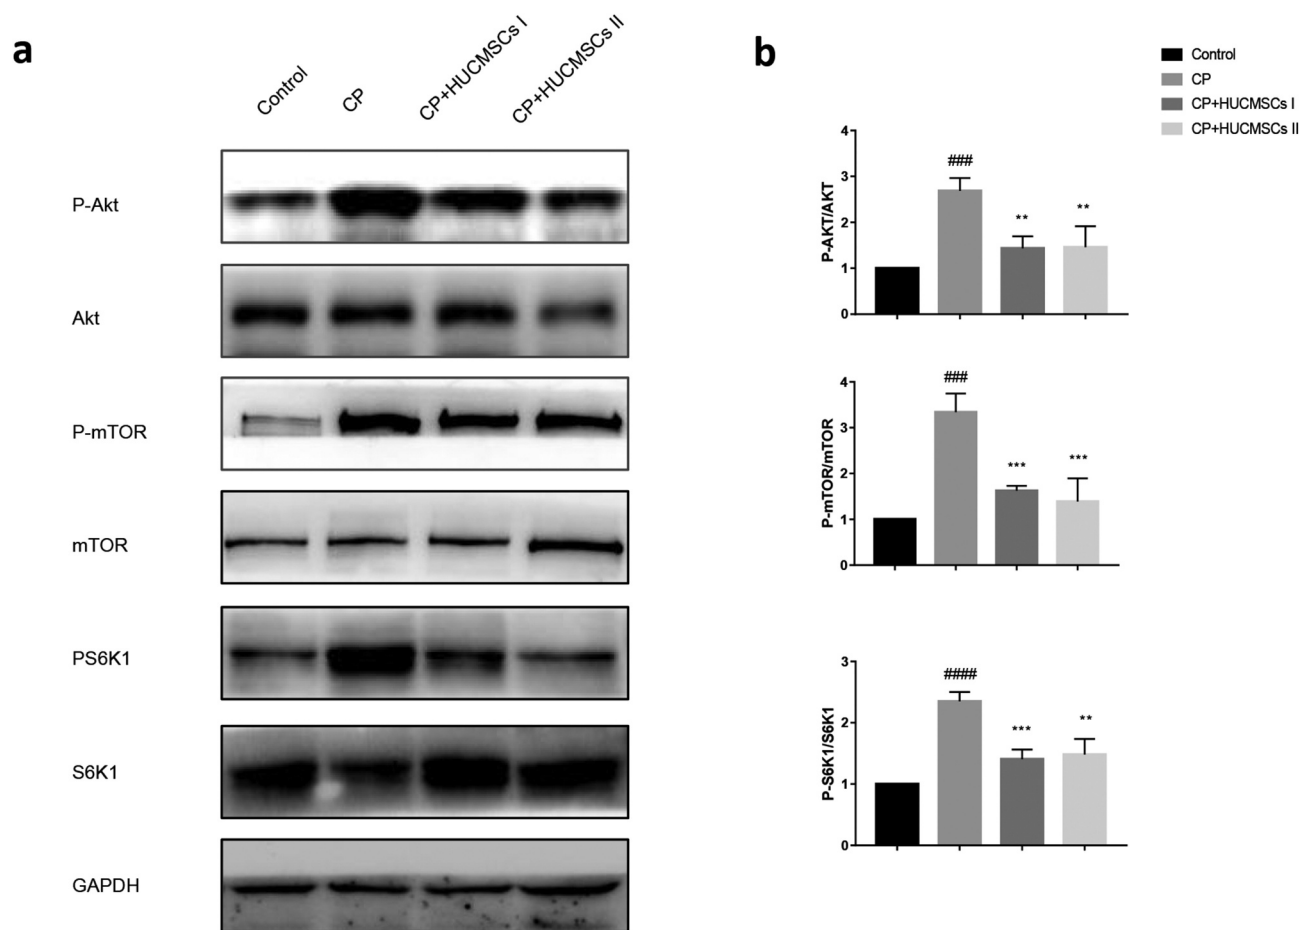 a
Control
CP
CP+HUCMSCs I
CP+HUCMSCs II
P-Akt
Akt
P-mTOR
mTOR
PS6K1
S6K1
GAPDH
b
Control
CP
CP+HUCMSCs I
CP+HUCMSCs II
P-AKT/AKT
4
3
2
1
0
###
**
**
P-mTOR/mTOR
4
3
2
1
0
###
***
***
P-S6K1/S6K1
3
2
1
0
####
***
**